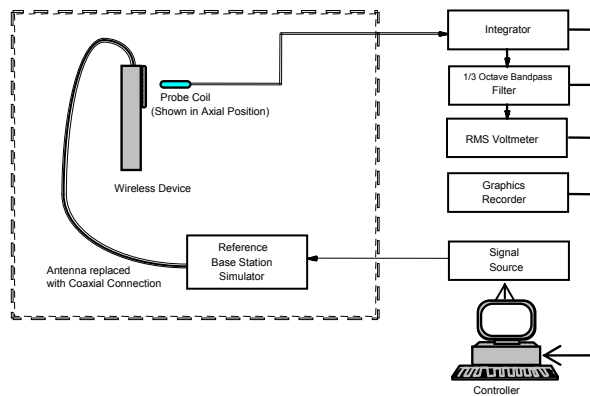 Integrator
1/3 Octave Bandpass
Filter
RMS Voltmeter
Graphics
Recorder
Probe Coil
(Shown in Axial Position)
Wireless Device
Reference
Base Station
Simulator
Signal
Source
Antenna replaced
with Coaxial Connection
Controller